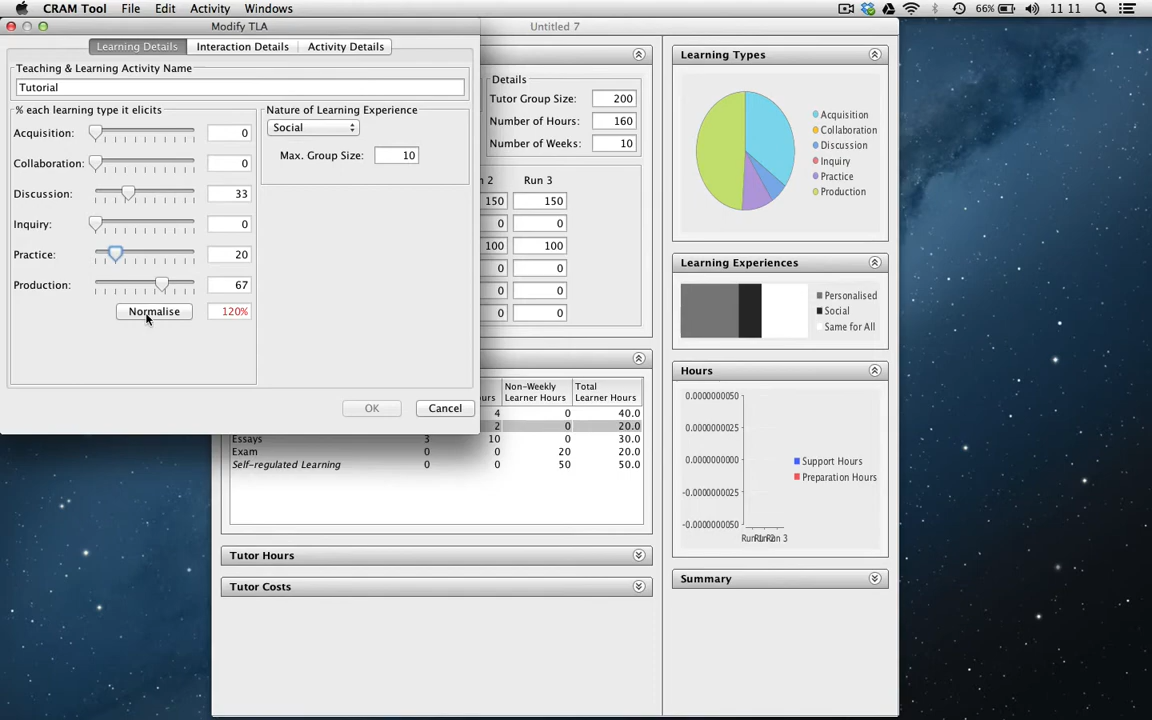 CRAM Tool File Edit Activity Windows 66% 11 11
Modify TLA
Learning Details Interaction Details Activity Details
Teaching & Learning Activity Name
Tutorial
% each learning type it elicits
Acquisition: 0
Collaboration: 0
Discussion: 33
Inquiry: 0
Practice: 20
Production: 67
Normalise 120%
Nature of Learning Experience
Social
Max. Group Size: 10
OK Cancel
Untitled 7
Details
Tutor Group Size: 200
Number of Hours: 160
Number of Weeks: 10
Run 3
150 150
0 0
100 100
0 0
0 0
0 0
Non-Weekly Total
Learner Hours Learner Hours
4 0 40.0
2 0 20.0
Essays 3 10 0 30.0
Exam 0 0 20 20.0
Self-regulated Learning 0 0 50 50.0
Tutor Hours
Tutor Costs
Learning Types
Acquisition
Collaboration
Discussion
Inquiry
Practice
Production
Learning Experiences
Personalised
Social
Same for All
Hours
0.0000000050
0.0000000025
0.0000000000
-0.0000000025
-0.0000000050
Run 3
Support Hours
Preparation Hours
Summary